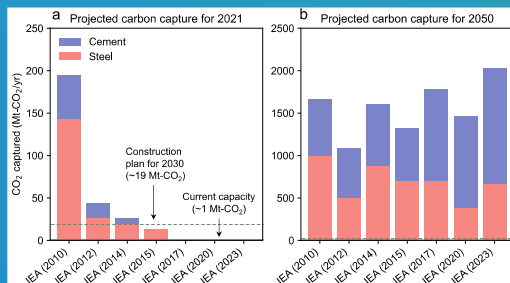 a Projected carbon capture for 2021
b Projected carbon capture for 2050
CO₂ captured (Mt-CO₂/yr)
250
200
150
100
50
0
Cement
Steel
Construction
plan for 2030
(~19 Mt-CO₂)
Current capacity
(~1 Mt-CO₂)
IEA (2010)
IEA (2012)
IEA (2014)
IEA (2015)
IEA (2017)
IEA (2020)
IEA (2023)
2500
2000
1500
1000
500
0
IEA (2010)
IEA (2012)
IEA (2014)
IEA (2015)
IEA (2017)
IEA (2020)
IEA (2023)